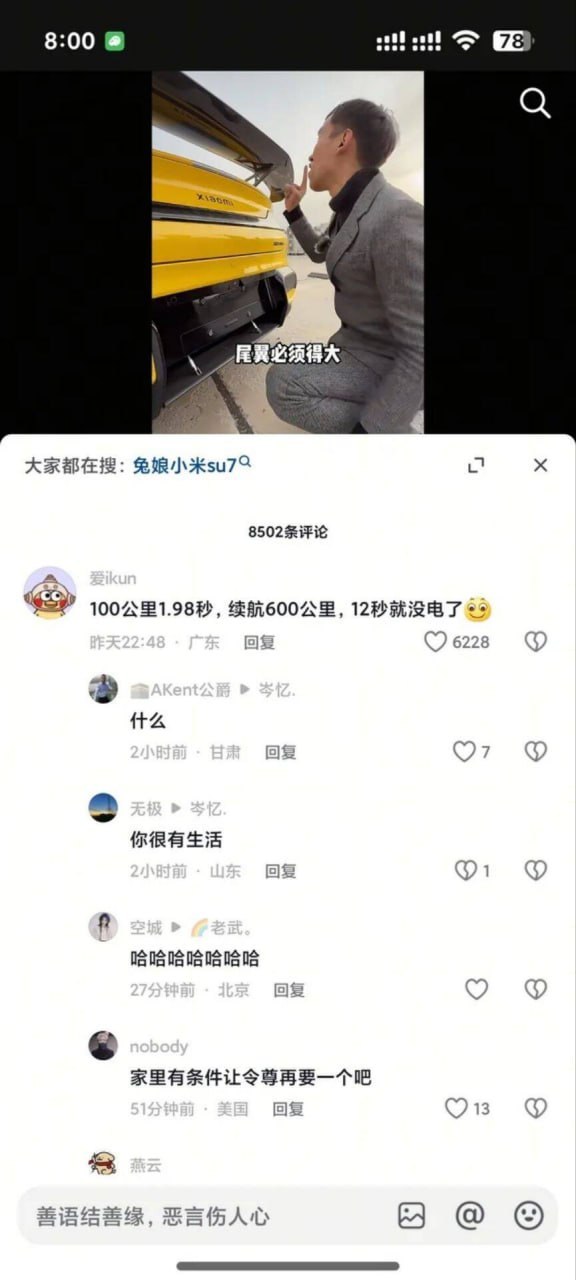 8:00
78
xiaomi
尾翼必须得大
大家都在搜：兔娘小米su7
8502条评论
爱ikun
100公里1.98秒，续航600公里，12秒就没电了
昨天22:48 · 广东 回复 6228
AKent公爵 ▶ 岑忆.
什么
2小时前 · 甘肃 回复 7
无极 ▶ 岑忆.
你很有生活
2小时前 · 山东 回复 1
空城 ▶ 🌈老武。
哈哈哈哈哈哈哈
27分钟前 · 北京 回复
nobody
家里有条件让令尊再要一个吧
51分钟前 · 美国 回复 13
燕云
善语结善缘，恶言伤人心 @